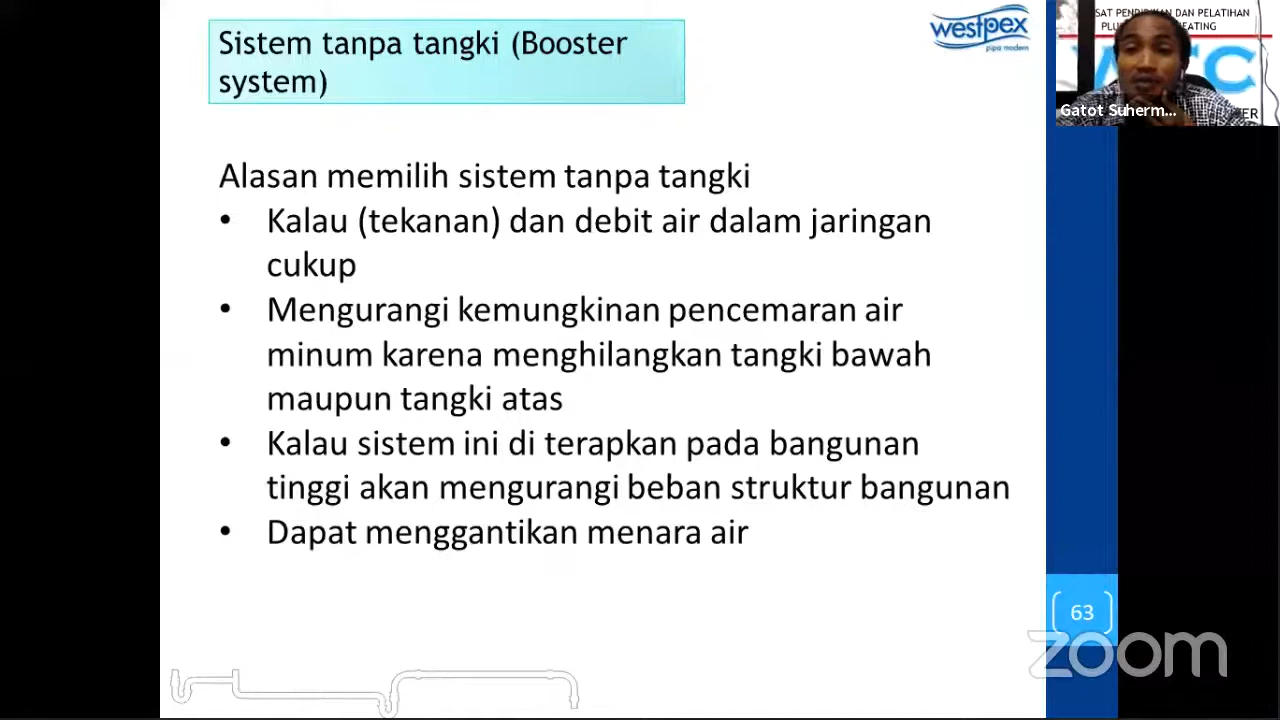 Sistem tanpa tangki (Booster
system)
westpex
pipa modern
SAT PENDIDIKAN DAN PELATIHAN
Gatot Suherm...
Alasan memilih sistem tanpa tangki
• Kalau (tekanan) dan debit air dalam jaringan
cukup
• Mengurangi kemungkinan pencemaran air
minum karena menghilangkan tangki bawah
maupun tangki atas
• Kalau sistem ini di terapkan pada bangunan
tinggi akan mengurangi beban struktur bangunan
• Dapat menggantikan menara air
63
zoom